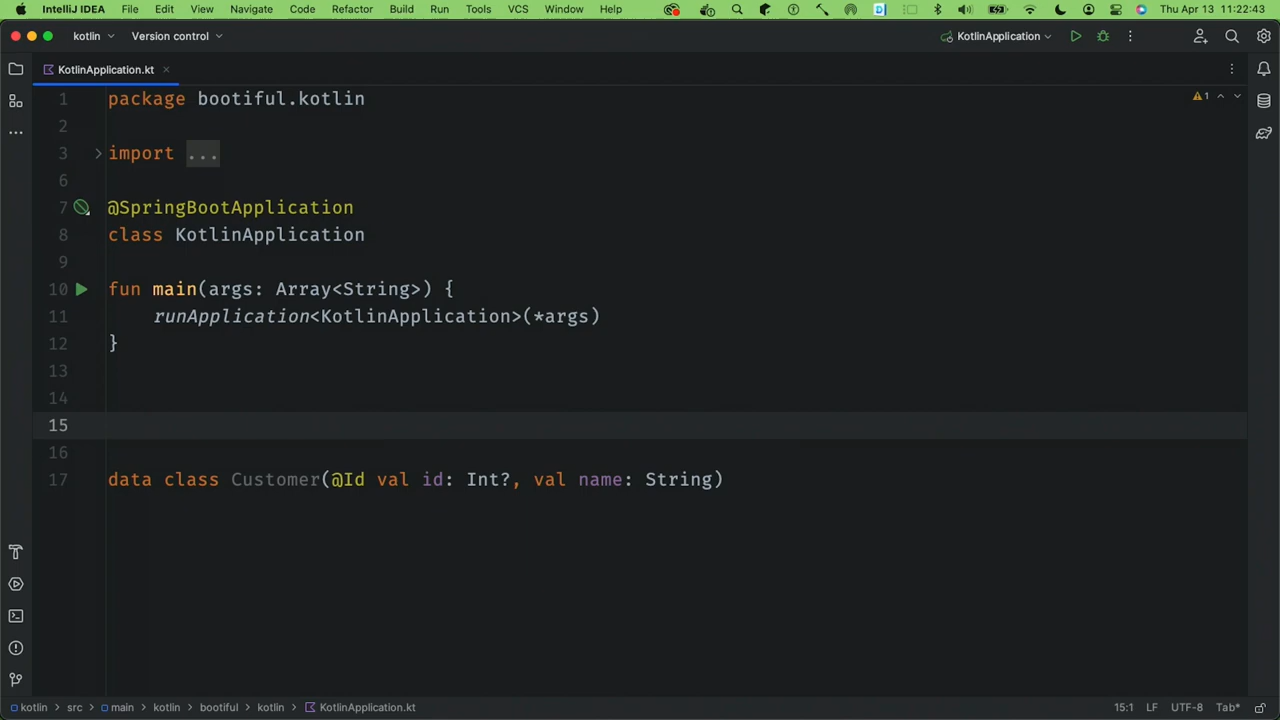 IntelliJ IDEA File Edit View Navigate Code Refactor Build Run Tools VCS Window Help Thu Apr 13 11:22:43
kotlin Version control KotlinApplication
KotlinApplication.kt
1 package bootiful.kotlin
2
3 import ...
6
7 @SpringBootApplication
8 class KotlinApplication
9
10 fun main(args: Array<String>) {
11 runApplication<KotlinApplication>(*args)
12 }
13
14
15
16
17 data class Customer(@Id val id: Int?, val name: String)
1
kotlin src main kotlin bootiful kotlin KotlinApplication.kt 15:1 LF UTF-8 Tab*